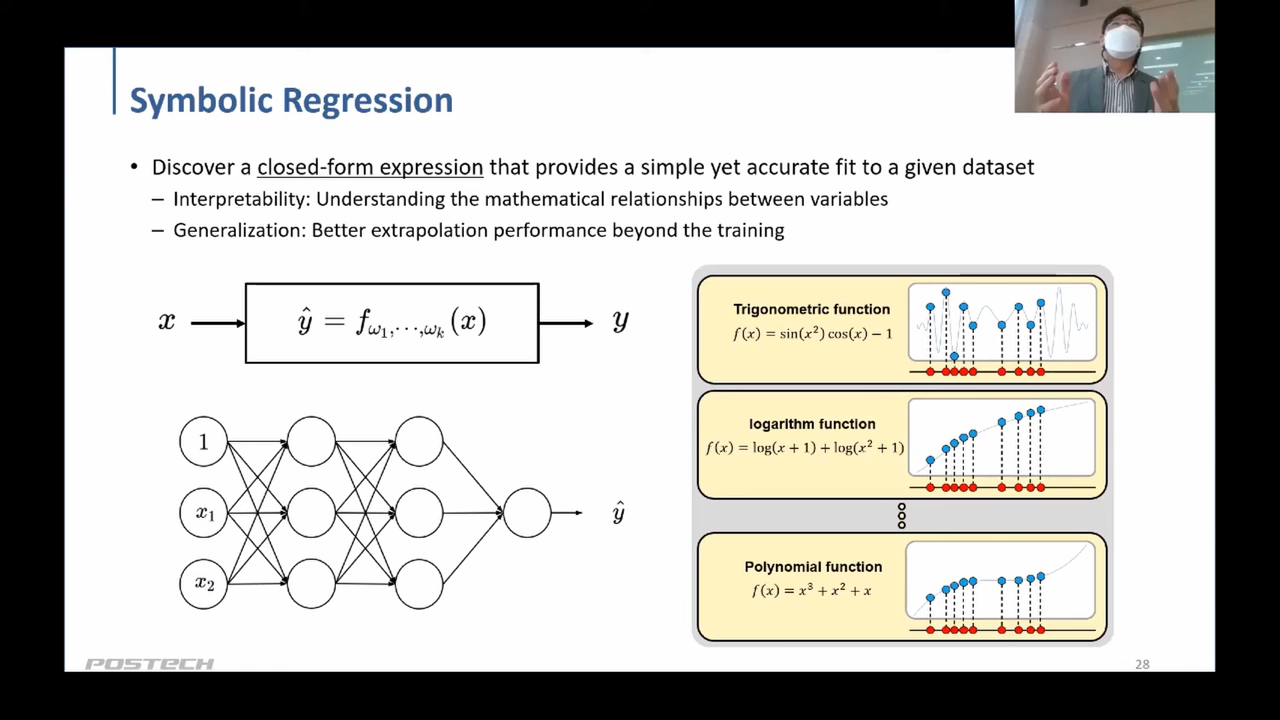 Symbolic Regression
• Discover a closed-form expression that provides a simple yet accurate fit to a given dataset
– Interpretability: Understanding the mathematical relationships between variables
– Generalization: Better extrapolation performance beyond the training
x
ŷ = f_{ω₁,⋯,ωₖ}(x)
y
1
x₁
x₂
ŷ
Trigonometric function
f(x) = sin(x²) cos(x) − 1
logarithm function
f(x) = log(x + 1) + log(x² + 1)
Polynomial function
f(x) = x³ + x² + x
POSTECH
28